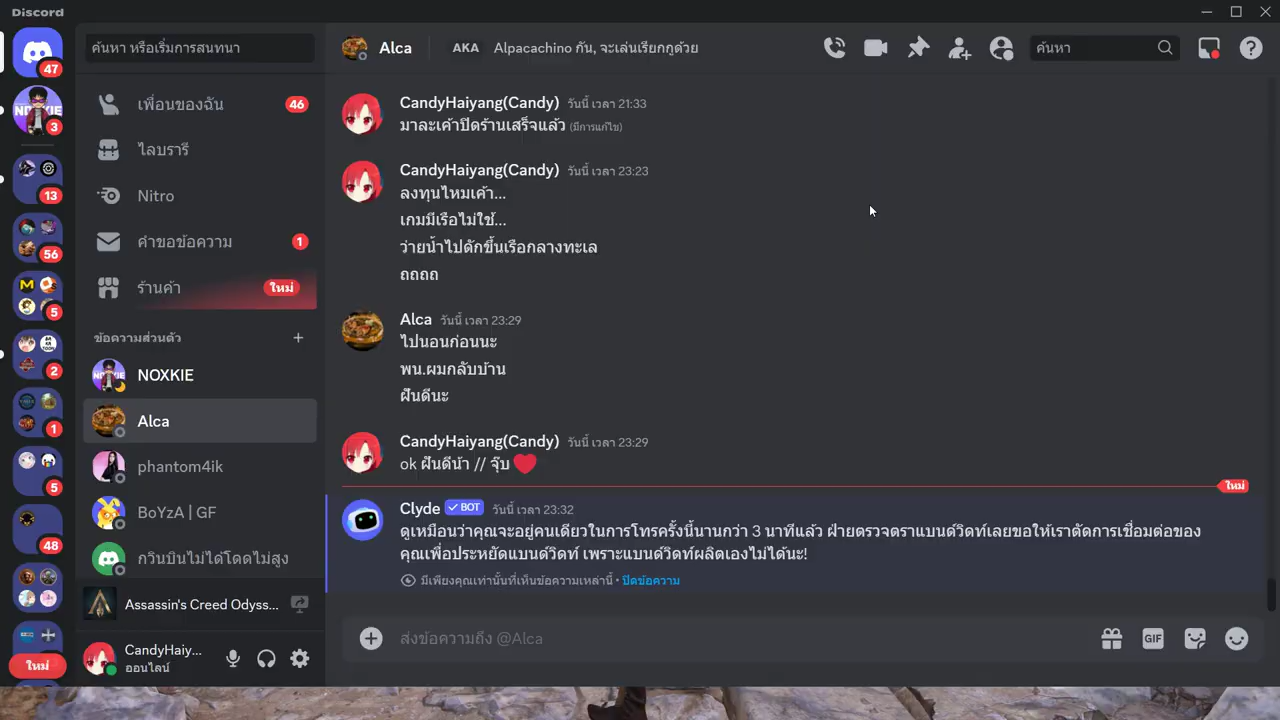 Discord
ค้นหา หรือเริ่มการสนทนา
Alca
AKA
Alpacachino กัน, จะเล่นเรียกกูด้วย
ค้นหา
47
3
13
56
5
2
1
5
48
ใหม่
เพื่อนของฉัน
46
ไลบรารี
Nitro
คำขอข้อความ
1
ร้านค้า
ใหม่
ข้อความส่วนตัว
NOXKIE
Alca
phantom4ik
BoYzA | GF
กวินบินไม่ได้โดดไม่สูง
Assassin's Creed Odyss...
CandyHaiy...
ออนไลน์
CandyHaiyang(Candy) วันนี้ เวลา 21:33
มาละเค้าปิดร้านเสร็จแล้ว (มีการแก้ไข)
CandyHaiyang(Candy) วันนี้ เวลา 23:23
ลงทุนไหมเค้า...
เกมมีเรือไม่ใช้...
ว่ายน้ำไปดักขึ้นเรือกลางทะเล
ถถถถ
Alca วันนี้ เวลา 23:29
ไปนอนก่อนนะ
พน.ผมกลับบ้าน
ฝันดีนะ
CandyHaiyang(Candy) วันนี้ เวลา 23:29
ok ฝันดีน้า // จุ๊บ
ใหม่
Clyde BOT วันนี้ เวลา 23:32
ดูเหมือนว่าคุณจะอยู่คนเดียวในการโทรครั้งนี้นานกว่า 3 นาทีแล้ว ฝ่ายตรวจตราแบนด์วิดท์เลยขอให้เราตัดการเชื่อมต่อของ
คุณเพื่อประหยัดแบนด์วิดท์ เพราะแบนด์วิดท์ผลิตเองไม่ได้นะ!
มีเพียงคุณเท่านั้นที่เห็นข้อความเหล่านี้ • ปิดข้อความ
ส่งข้อความถึง @Alca
GIF